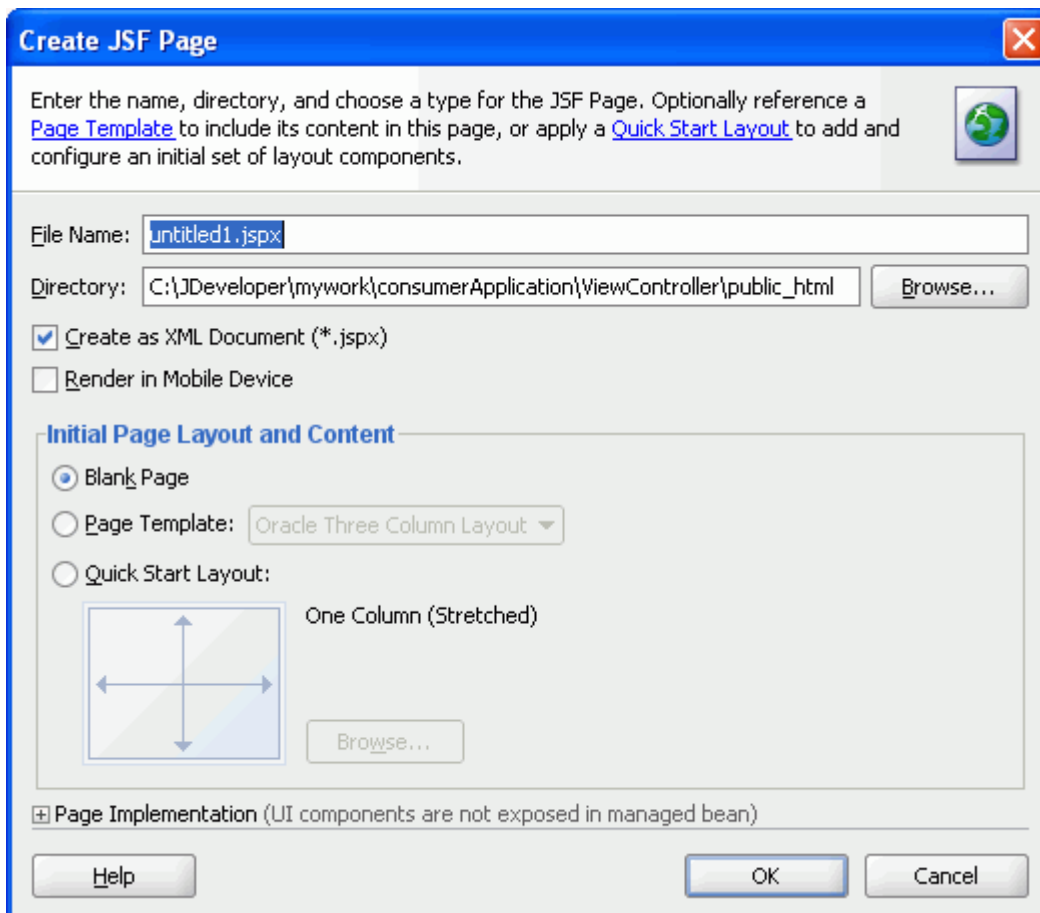 Create JSF Page
Enter the name, directory, and choose a type for the JSF Page. Optionally reference a
Page Template to include its content in this page, or apply a Quick Start Layout to add and
configure an initial set of layout components.
File Name: untitled1.jspx
Directory: C:\JDeveloper\mywork\consumerApplication\ViewController\public_html Browse...
Create as XML Document (*.jspx)
Render in Mobile Device
Initial Page Layout and Content
Blank Page
Page Template: Oracle Three Column Layout
Quick Start Layout:
One Column (Stretched)
Browse...
Page Implementation (UI components are not exposed in managed bean)
Help OK Cancel